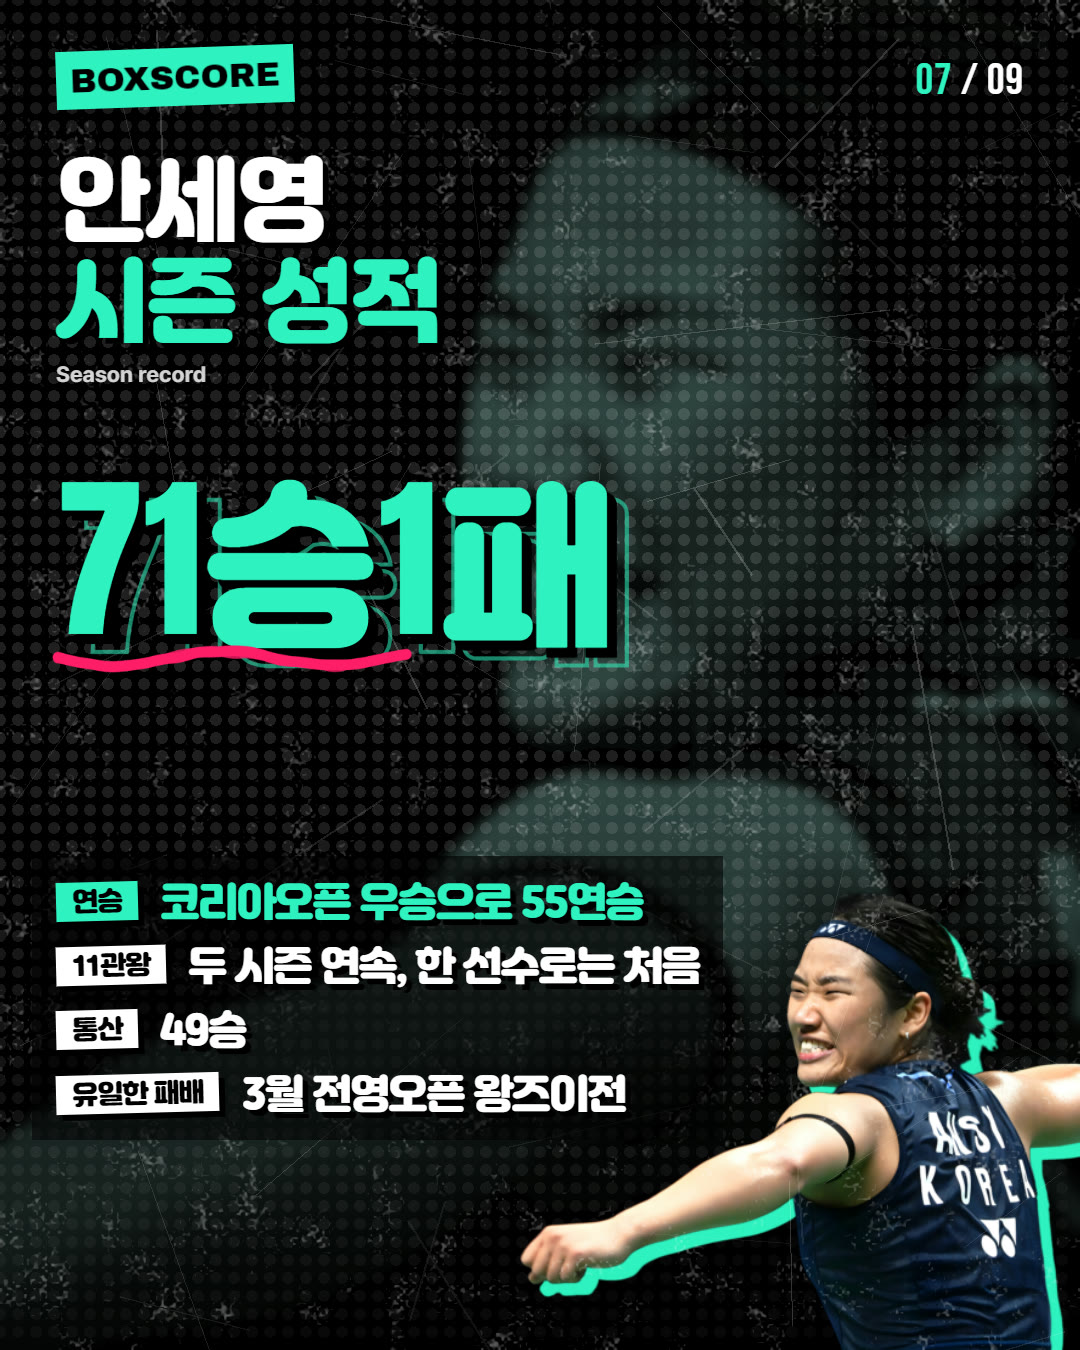 BOXSCORE
07 / 09
안세영
시즌 성적
Season record
71승1패
연승 코리아오픈 우승으로 55연승
11관왕 두 시즌 연속, 한 선수로는 처음
통산 49승
유일한 패배 3월 전영오픈 왕즈이전
AN SY
KOREA